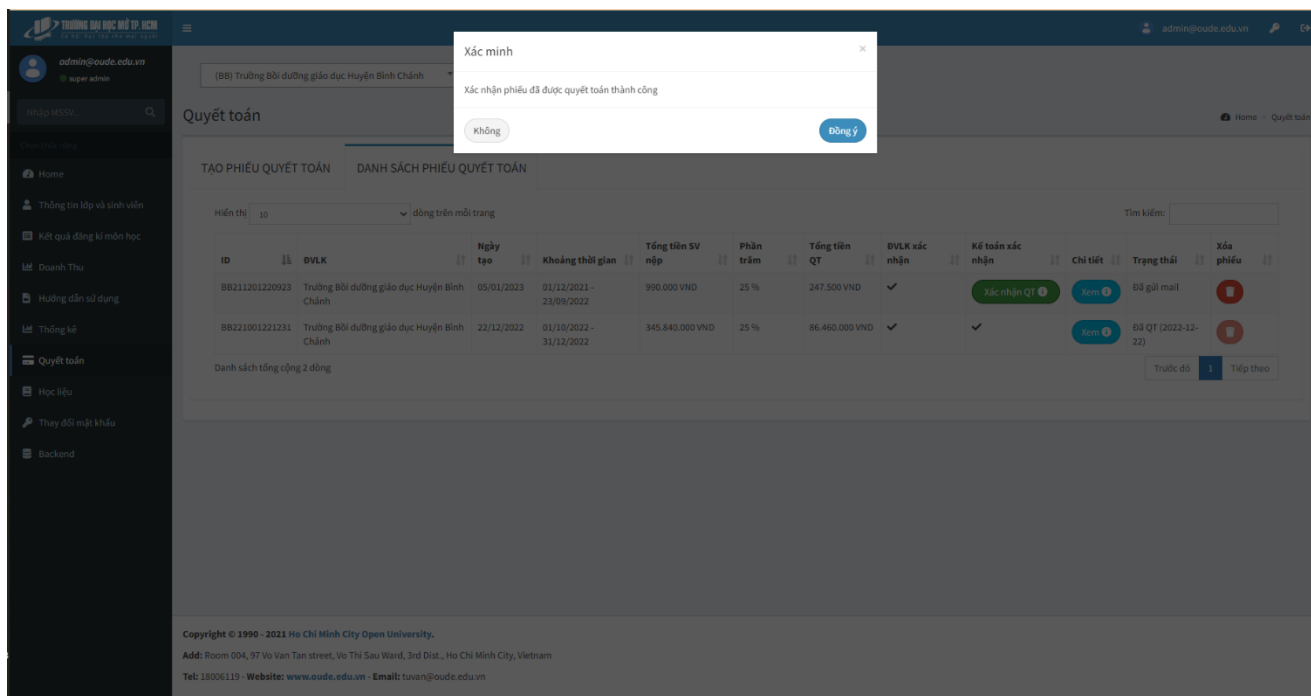 TRƯỜNG ĐẠI HỌC MỞ TP. HCM
admin@oude.edu.vn
admin@oude.edu.vn
super admin
Nhập MSSV...
Xác minh
×
Xác nhận phiếu đã được quyết toán thành công
Không
Đồng ý
(BB) Trường Bồi dưỡng giáo dục Huyện Bình Chánh
Quyết toán
Home - Quyết toán
Home
Thông tin lớp và sinh viên
Kết quả đăng kí môn học
Doanh Thu
Hướng dẫn sử dụng
Thống kê
Quyết toán
Học liệu
Thay đổi mật khẩu
Backend
TẠO PHIẾU QUYẾT TOÁN
DANH SÁCH PHIẾU QUYẾT TOÁN
Hiển thị 10 dòng trên mỗi trang
Tìm kiếm:
ID ĐVLK Ngày tạo Khoảng thời gian Tổng tiền SV nộp Phần trăm Tổng tiền QT ĐVLK xác nhận Kế toán xác nhận Chi tiết Trạng thái Xóa phiếu
BB211201220923 Trường Bồi dưỡng giáo dục Huyện Bình Chánh 05/01/2023 01/12/2021 - 23/09/2022 990.000 VND 25 % 247.500 VND Xác nhận QT Xem Đã gửi mail
BB221001221231 Trường Bồi dưỡng giáo dục Huyện Bình Chánh 22/12/2022 01/10/2022 - 31/12/2022 345.840.000 VND 25 % 86.460.000 VND Xem Đã QT (2022-12-22)
Danh sách tổng cộng 2 dòng
Trước đó 1 Tiếp theo
Copyright © 1990 - 2021 Ho Chi Minh City Open University.
Add: Room 004, 97 Vo Van Tan street, Vo Thi Sau Ward, 3rd Dist., Ho Chi Minh City, Vietnam
Tel: 18006119 - Website: www.oude.edu.vn - Email: tuvan@oude.edu.vn